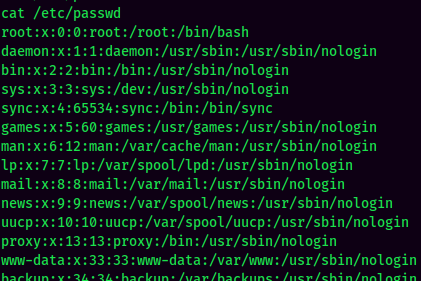 cat /etc/passwd
root:x:0:0:root:/root:/bin/bash
daemon:x:1:1:daemon:/usr/sbin:/usr/sbin/nologin
bin:x:2:2:bin:/bin:/usr/sbin/nologin
sys:x:3:3:sys:/dev:/usr/sbin/nologin
sync:x:4:65534:sync:/bin:/bin/sync
games:x:5:60:games:/usr/games:/usr/sbin/nologin
man:x:6:12:man:/var/cache/man:/usr/sbin/nologin
lp:x:7:7:lp:/var/spool/lpd:/usr/sbin/nologin
mail:x:8:8:mail:/var/mail:/usr/sbin/nologin
news:x:9:9:news:/var/spool/news:/usr/sbin/nologin
uucp:x:10:10:uucp:/var/spool/uucp:/usr/sbin/nologin
proxy:x:13:13:proxy:/bin:/usr/sbin/nologin
www-data:x:33:33:www-data:/var/www:/usr/sbin/nologin
backup:x:34:34:backup:/var/backups:/usr/sbin/nologin